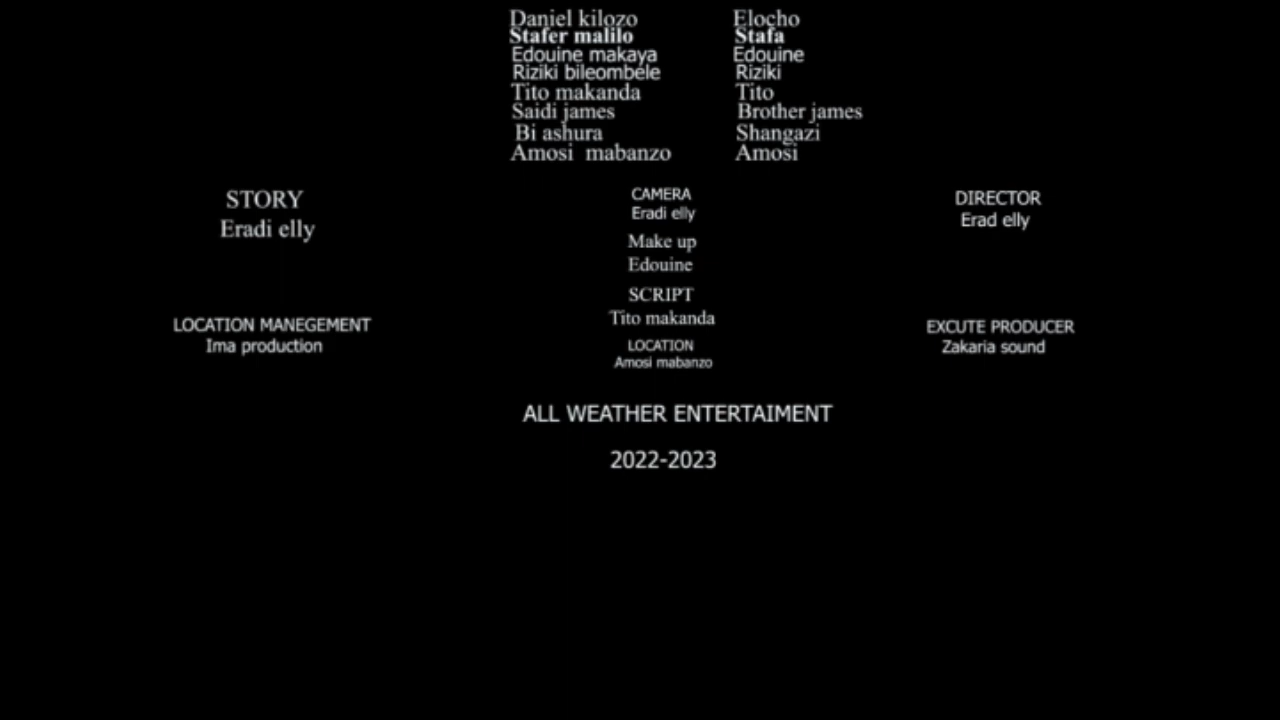 Daniel kilozo Elocho
Stafer malilo Stafa
Edouine makaya Edouine
Riziki bileombele Riziki
Tito makanda Tito
Saidi james Brother james
Bi ashura Shangazi
Amosi mabanzo Amosi
STORY
Eradi elly
CAMERA
Eradi elly
DIRECTOR
Erad elly
Make up
Edouine
SCRIPT
Tito makanda
LOCATION MANEGEMENT
Ima production
LOCATION
Amosi mabanzo
EXCUTE PRODUCER
Zakaria sound
ALL WEATHER ENTERTAIMENT
2022-2023